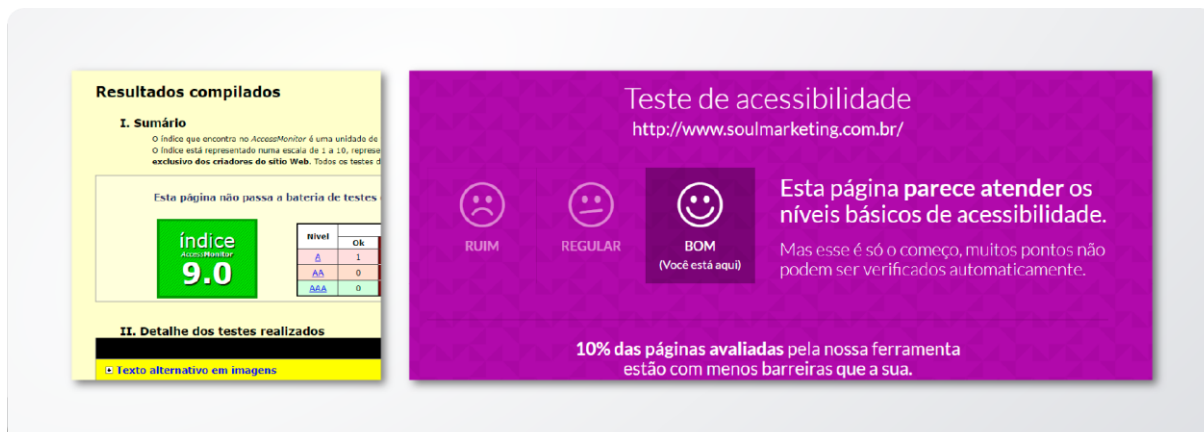 Resultados compilados
I. Sumário
O índice que encontra no AccessMonitor é uma unidade de
O índice está representado numa escala de 1 a 10, represe
exclusivo dos criadores do sítio Web. Todos os testes d
Esta página não passa a bateria de testes
índice
AccessMonitor
9.0
Nível
Ok
A 1
AA 0
AAA 0
II. Detalhe dos testes realizados
Texto alternativo em imagens
Teste de acessibilidade
http://www.soulmarketing.com.br/
RUIM
REGULAR
BOM
(Você está aqui)
Esta página parece atender os
níveis básicos de acessibilidade.
Mas esse é só o começo, muitos pontos não
podem ser verificados automaticamente.
10% das páginas avaliadas pela nossa ferramenta
estão com menos barreiras que a sua.